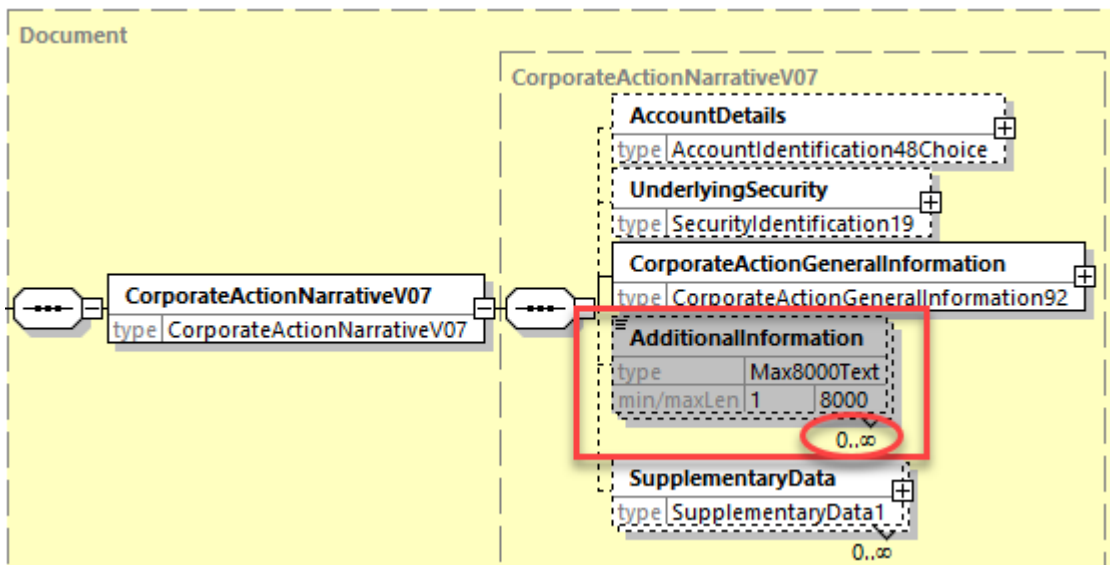 Document
CorporateActionNarrativeV07
AccountDetails
type AccountIdentification48Choice
UnderlyingSecurity
type SecurityIdentification19
CorporateActionGeneralInformation
type CorporateActionGeneralInformation92
CorporateActionNarrativeV07
type CorporateActionNarrativeV07
AdditionalInformation
type Max8000Text
min/maxLen 1 8000
0..∞
SupplementaryData
type SupplementaryData1
0..∞